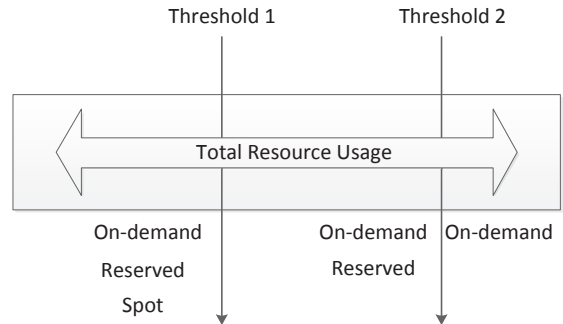 Threshold 1 Threshold 2
Total Resource Usage
On-demand On-demand On-demand
Reserved Reserved
Spot